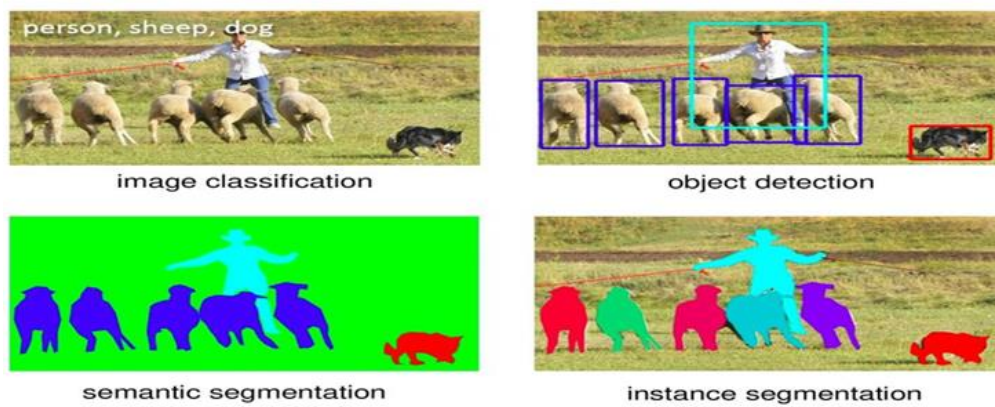 person, sheep, dog
image classification
object detection
semantic segmentation
instance segmentation